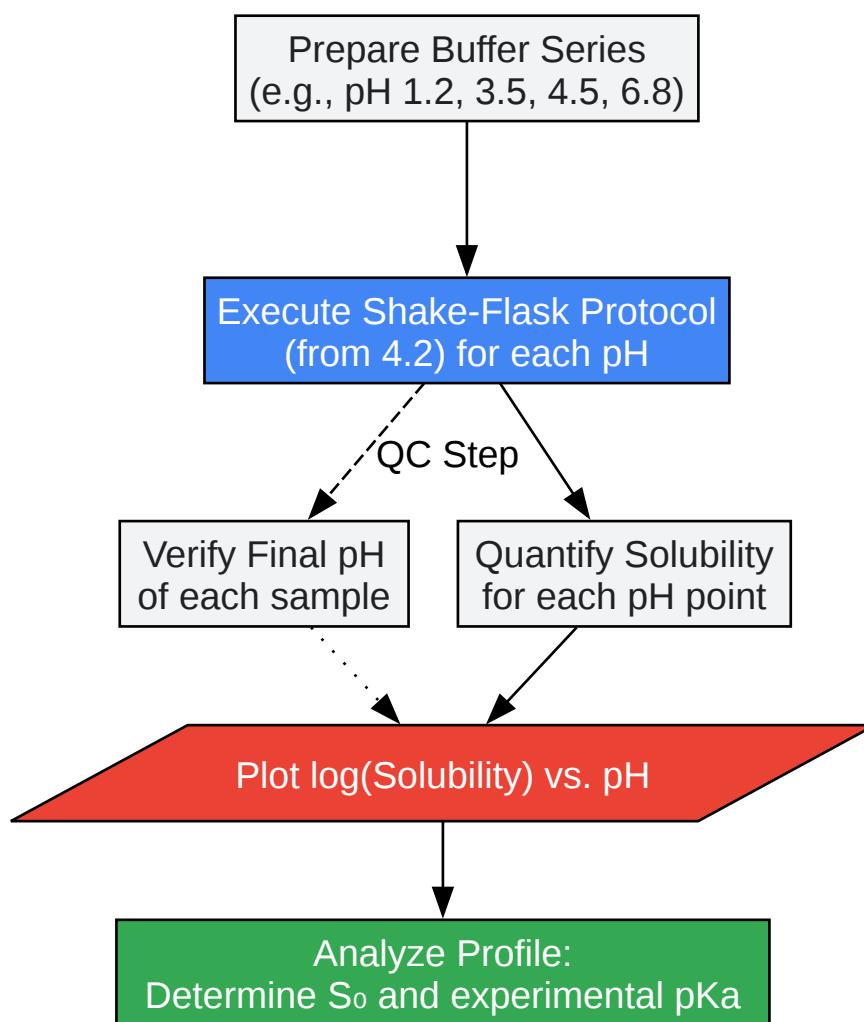 Prepare Buffer Series
(e.g., pH 1.2, 3.5, 4.5, 6.8)
Execute Shake-Flask Protocol
(from 4.2) for each pH
QC Step
Verify Final pH
of each sample
Quantify Solubility
for each pH point
Plot log(Solubility) vs. pH
Analyze Profile:
Determine S₀ and experimental pKa